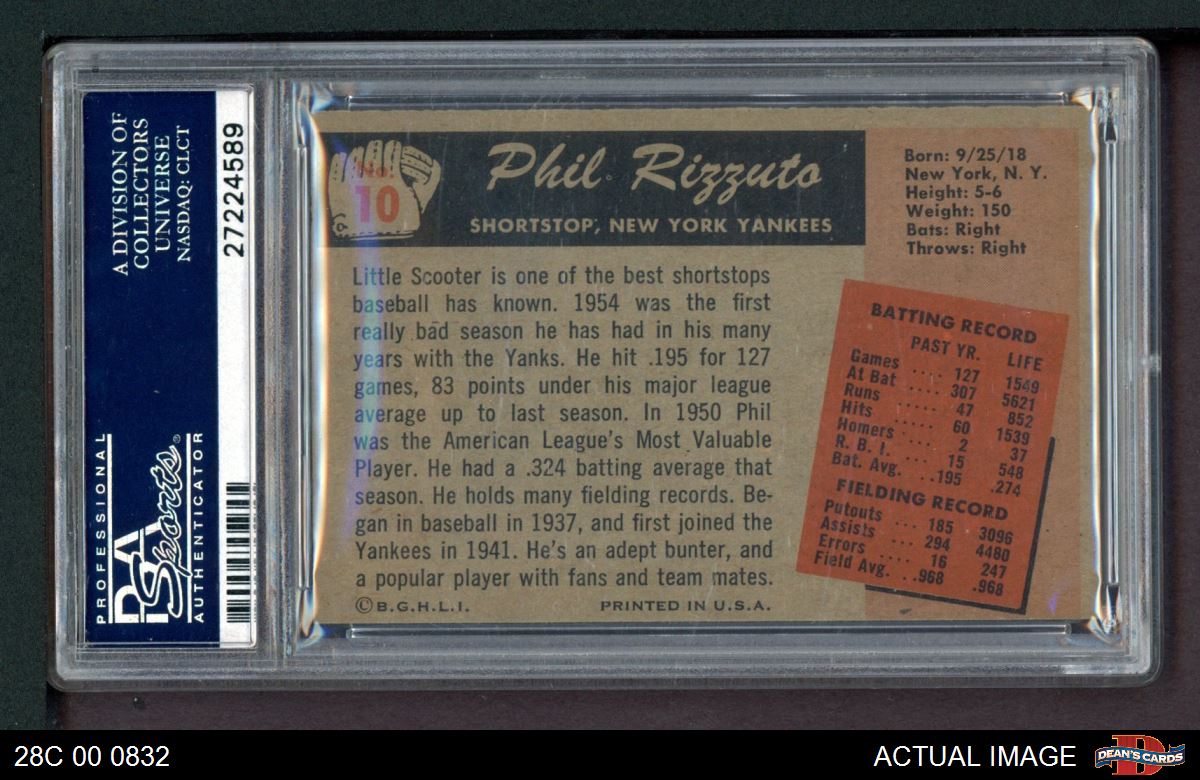 A DIVISION OF
COLLECTORS
UNIVERSE
NASDAQ: CLCT
27224589
PROFESSIONAL
PSA
Sports®
AUTHENTICATOR
No.
10
Phil Rizzuto
SHORTSTOP, NEW YORK YANKEES
Born: 9/25/18
New York, N. Y.
Height: 5-6
Weight: 150
Bats: Right
Throws: Right
Little Scooter is one of the best shortstops
baseball has known. 1954 was the first
really bad season he has had in his many
years with the Yanks. He hit .195 for 127
games, 83 points under his major league
average up to last season. In 1950 Phil
was the American League's Most Valuable
Player. He had a .324 batting average that
season. He holds many fielding records. Be-
gan in baseball in 1937, and first joined the
Yankees in 1941. He's an adept bunter, and
a popular player with fans and team mates.
©B.G.H.L.I. PRINTED IN U.S.A.
BATTING RECORD
PAST YR. LIFE
Games .... 127 1549
At Bat .... 307 5621
Runs ..... 47 852
Hits ..... 60 1539
Homers .... 2 37
R. B. I. ... 15 548
Bat. Avg. .195 .274
FIELDING RECORD
Putouts ... 185 3096
Assists ... 294 4480
Errors ... 16 247
Field Avg. . .968 .968
28C 00 0832
ACTUAL IMAGE
DEAN'S CARDS